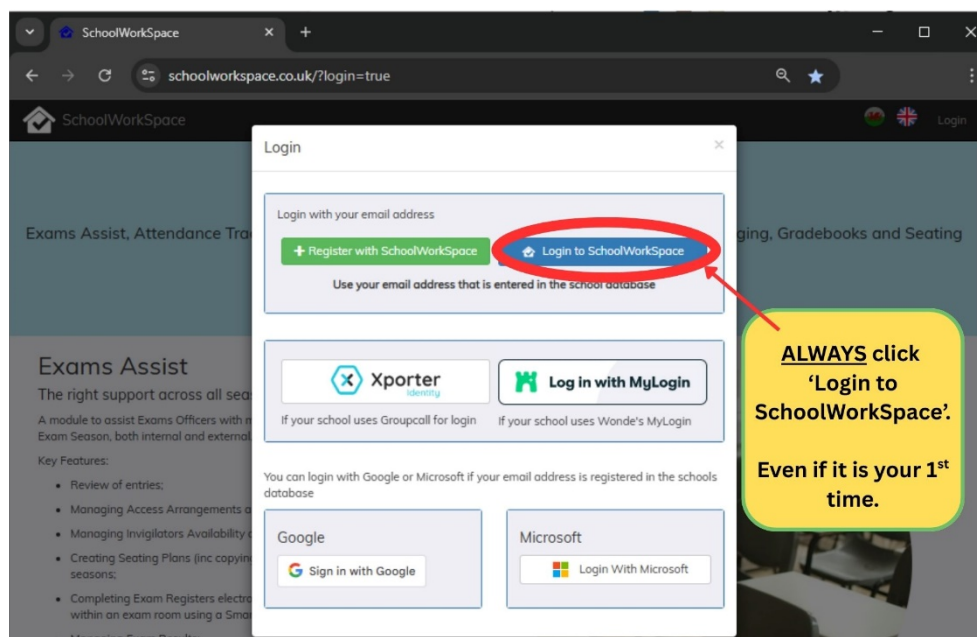 SchoolWorkSpace
schoolworkspace.co.uk/?login=true
SchoolWorkSpace
Login
Login
Login with your email address
Register with SchoolWorkSpace
Login to SchoolWorkSpace
Use your email address that is entered in the school database
Exams Assist, Attendance
ging, Gradebooks and Seating
ALWAYS click
‘Login to
SchoolWorkSpace’.
Even if it is your 1st
time.
Xporter
Identity
Log in with MyLogin
If your school uses Groupcall for login
If your school uses Wonde's MyLogin
You can login with Google or Microsoft if your email address is registered in the schools
database
Google
Sign in with Google
Microsoft
Login With Microsoft
Exams Assist
The right support across all
A module to assist Exams Officers with
Exam Season, both internal and external
Key Features:
Review of entries;
Managing Access Arrangements
Managing Invigilators Availability
Creating Seating Plans (inc
seasons;
Completing Exam Registers
within an exam room using a